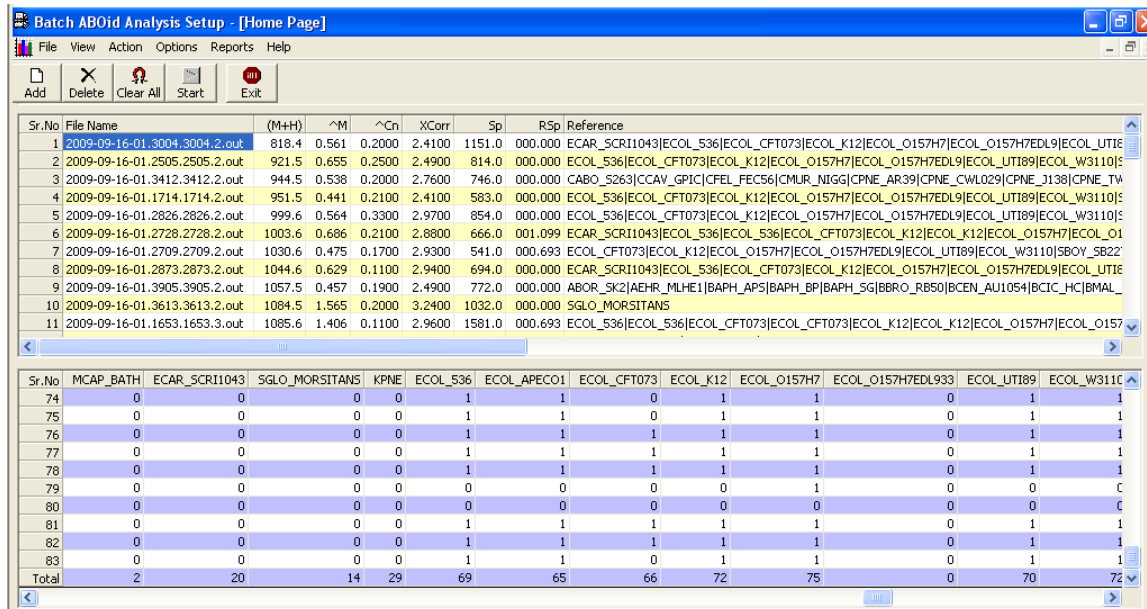 Batch ABOid Analysis Setup - [Home Page]
File View Action Options Reports Help
Add Delete Clear All Start Exit
Sr.No File Name (M+H) ^M ^Cn XCorr Sp RSp Reference
1 2009-09-16-01.3004.3004.2.out 818.4 0.561 0.2000 2.4100 1151.0 000.000 ECAR_SCRI1043|ECOL_536|ECOL_CFT073|ECOL_K12|ECOL_O157H7|ECOL_O157H7EDL9|ECOL_UTI8
2 2009-09-16-01.2505.2505.2.out 921.5 0.655 0.2500 2.4900 814.0 000.000 ECOL_536|ECOL_CFT073|ECOL_K12|ECOL_O157H7|ECOL_O157H7EDL9|ECOL_UTI89|ECOL_W3110|S
3 2009-09-16-01.3412.3412.2.out 944.5 0.538 0.2000 2.7600 746.0 000.000 CABO_S263|CCAV_GPIC|CFEL_FEC56|CMUR_NIGG|CPNE_AR39|CPNE_CWL029|CPNE_J138|CPNE_TW
4 2009-09-16-01.1714.1714.2.out 951.5 0.441 0.2100 2.4100 583.0 000.000 ECOL_536|ECOL_CFT073|ECOL_K12|ECOL_O157H7|ECOL_O157H7EDL9|ECOL_UTI89|ECOL_W3110|S
5 2009-09-16-01.2826.2826.2.out 999.6 0.564 0.3300 2.9700 854.0 000.000 ECOL_536|ECOL_CFT073|ECOL_K12|ECOL_O157H7|ECOL_O157H7EDL9|ECOL_UTI89|ECOL_W3110|S
6 2009-09-16-01.2728.2728.2.out 1003.6 0.686 0.2100 2.8800 666.0 001.099 ECAR_SCRI1043|ECOL_536|ECOL_536|ECOL_CFT073|ECOL_K12|ECOL_K12|ECOL_O157H7|ECOL_O1
7 2009-09-16-01.2709.2709.2.out 1030.6 0.475 0.1700 2.9300 541.0 000.693 ECOL_CFT073|ECOL_K12|ECOL_O157H7|ECOL_O157H7EDL9|ECOL_UTI89|ECOL_W3110|SBOY_SB22
8 2009-09-16-01.2873.2873.2.out 1044.6 0.629 0.1100 2.9400 694.0 000.000 ECAR_SCRI1043|ECOL_536|ECOL_CFT073|ECOL_K12|ECOL_O157H7|ECOL_O157H7EDL9|ECOL_UTI8
9 2009-09-16-01.3905.3905.2.out 1057.5 0.457 0.1900 2.4900 772.0 000.000 ABOR_SK2|AEHR_MLHE1|BAPH_APS|BAPH_BP|BAPH_SG|BBRO_RB50|BCEN_AU1054|BCIC_HC|BMAL_
10 2009-09-16-01.3613.3613.2.out 1084.5 1.565 0.2000 3.2400 1032.0 000.000 SGLO_MORSITANS
11 2009-09-16-01.1653.1653.3.out 1085.6 1.406 0.1100 2.9600 1581.0 000.693 ECOL_536|ECOL_536|ECOL_CFT073|ECOL_CFT073|ECOL_K12|ECOL_K12|ECOL_O157H7|ECOL_O157
Sr.No MCAP_BATH ECAR_SCRI1043 SGLO_MORSITANS KPNE ECOL_536 ECOL_APECO1 ECOL_CFT073 ECOL_K12 ECOL_O157H7 ECOL_O157H7EDL933 ECOL_UTI89 ECOL_W311
74 0 0 0 0 1 1 0 1 1 0 1 1
75 0 0 0 0 1 1 0 1 1 0 1 1
76 0 0 0 0 1 1 1 1 1 0 1 1
77 0 0 0 0 1 1 1 1 1 0 1 1
78 0 0 0 0 1 1 1 1 1 0 1 1
79 0 0 0 0 0 0 0 0 1 0 0 0
80 0 0 0 0 0 0 0 0 0 0 0 0
81 0 0 0 0 1 1 1 1 1 0 1 1
82 0 0 0 0 1 1 1 1 1 0 1 1
83 0 0 0 0 1 1 0 1 1 0 1 1
Total 2 20 14 29 69 65 66 72 75 0 70 72